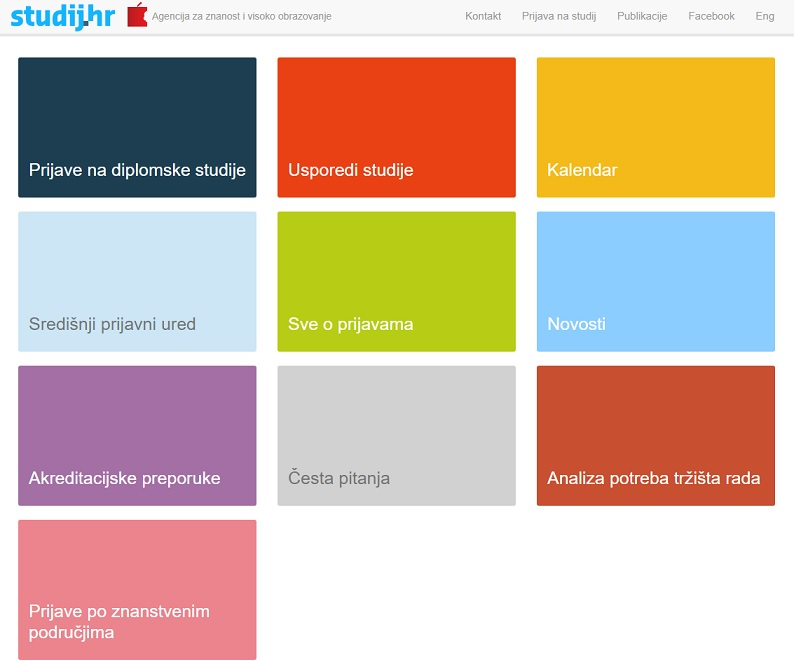 studij.hr Agencija za znanost i visoko obrazovanje Kontakt Prijava na studij Publikacije Facebook Eng
Prijave na diplomske studije Usporedi studije Kalendar
Središnji prijavni ured Sve o prijavama Novosti
Akreditacijske preporuke Česta pitanja Analiza potreba tržišta rada
Prijave po znanstvenim
područjima